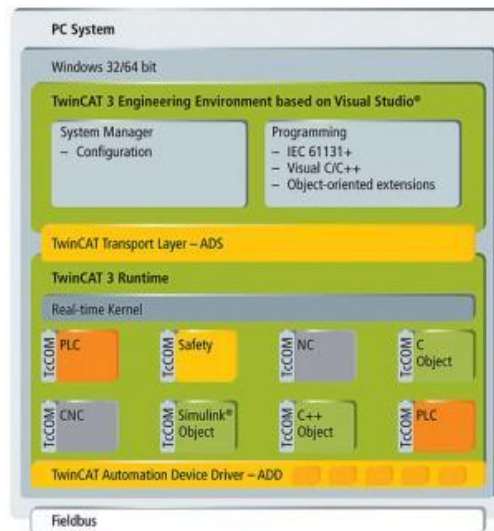 PC System
Windows 32/64 bit
TwinCAT 3 Engineering Environment based on Visual Studio®
System Manager
– Configuration
Programming
– IEC 61131+
– Visual C/C++
– Object-oriented extensions
TwinCAT Transport Layer – ADS
TwinCAT 3 Runtime
Real-time Kernel
TcCOM PLC
TcCOM Safety
TcCOM NC
TcCOM C
Object
TcCOM CNC
TcCOM Simulink®
Object
TcCOM C++
Object
TcCOM PLC
TwinCAT Automation Device Driver – ADD
Fieldbus